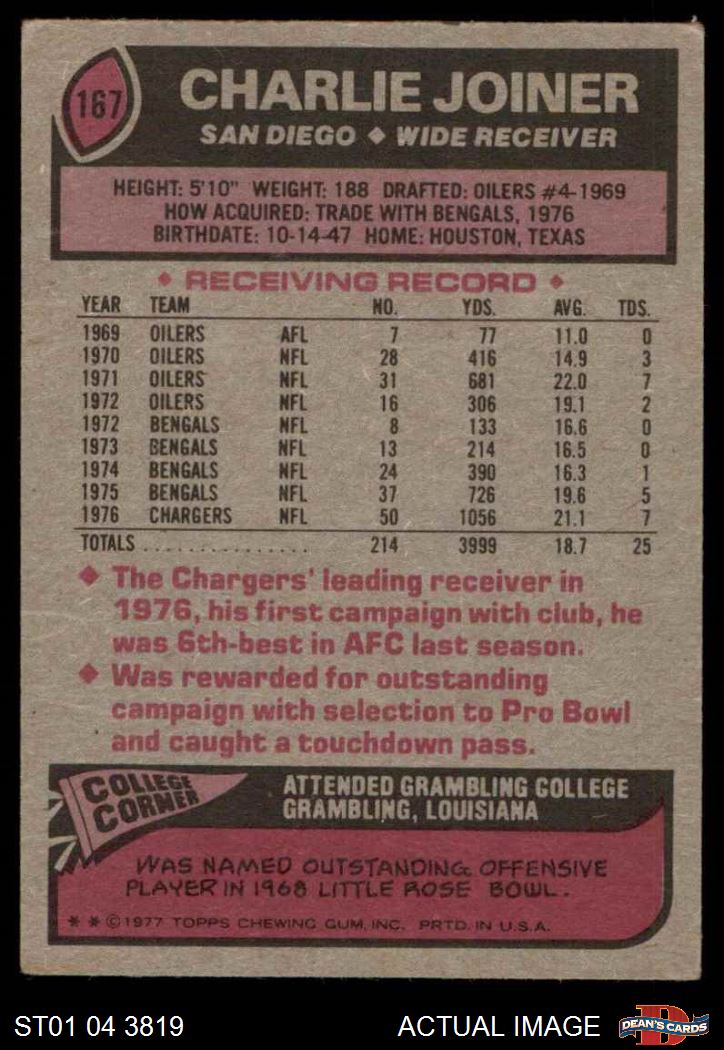 167
CHARLIE JOINER
SAN DIEGO ◆ WIDE RECEIVER
HEIGHT: 5'10" WEIGHT: 188 DRAFTED: OILERS #4-1969
HOW ACQUIRED: TRADE WITH BENGALS, 1976
BIRTHDATE: 10-14-47 HOME: HOUSTON, TEXAS
◆ RECEIVING RECORD ◆
YEAR TEAM NO. YDS. AVG. TDS.
1969 OILERS AFL 7 77 11.0 0
1970 OILERS NFL 28 416 14.9 3
1971 OILERS NFL 31 681 22.0 7
1972 OILERS NFL 16 306 19.1 2
1972 BENGALS NFL 8 133 16.6 0
1973 BENGALS NFL 13 214 16.5 0
1974 BENGALS NFL 24 390 16.3 1
1975 BENGALS NFL 37 726 19.6 5
1976 CHARGERS NFL 50 1056 21.1 7
TOTALS ................ 214 3999 18.7 25
◆ The Chargers' leading receiver in
1976, his first campaign with club, he
was 6th-best in AFC last season.
◆ Was rewarded for outstanding
campaign with selection to Pro Bowl
and caught a touchdown pass.
COLLEGE
CORNER
ATTENDED GRAMBLING COLLEGE
GRAMBLING, LOUISIANA
WAS NAMED OUTSTANDING OFFENSIVE
PLAYER IN 1968 LITTLE ROSE BOWL.
* * © 1977 TOPPS CHEWING GUM, INC. PRTD. IN U.S.A.
ST01 04 3819 ACTUAL IMAGE
DEAN'S CARDS